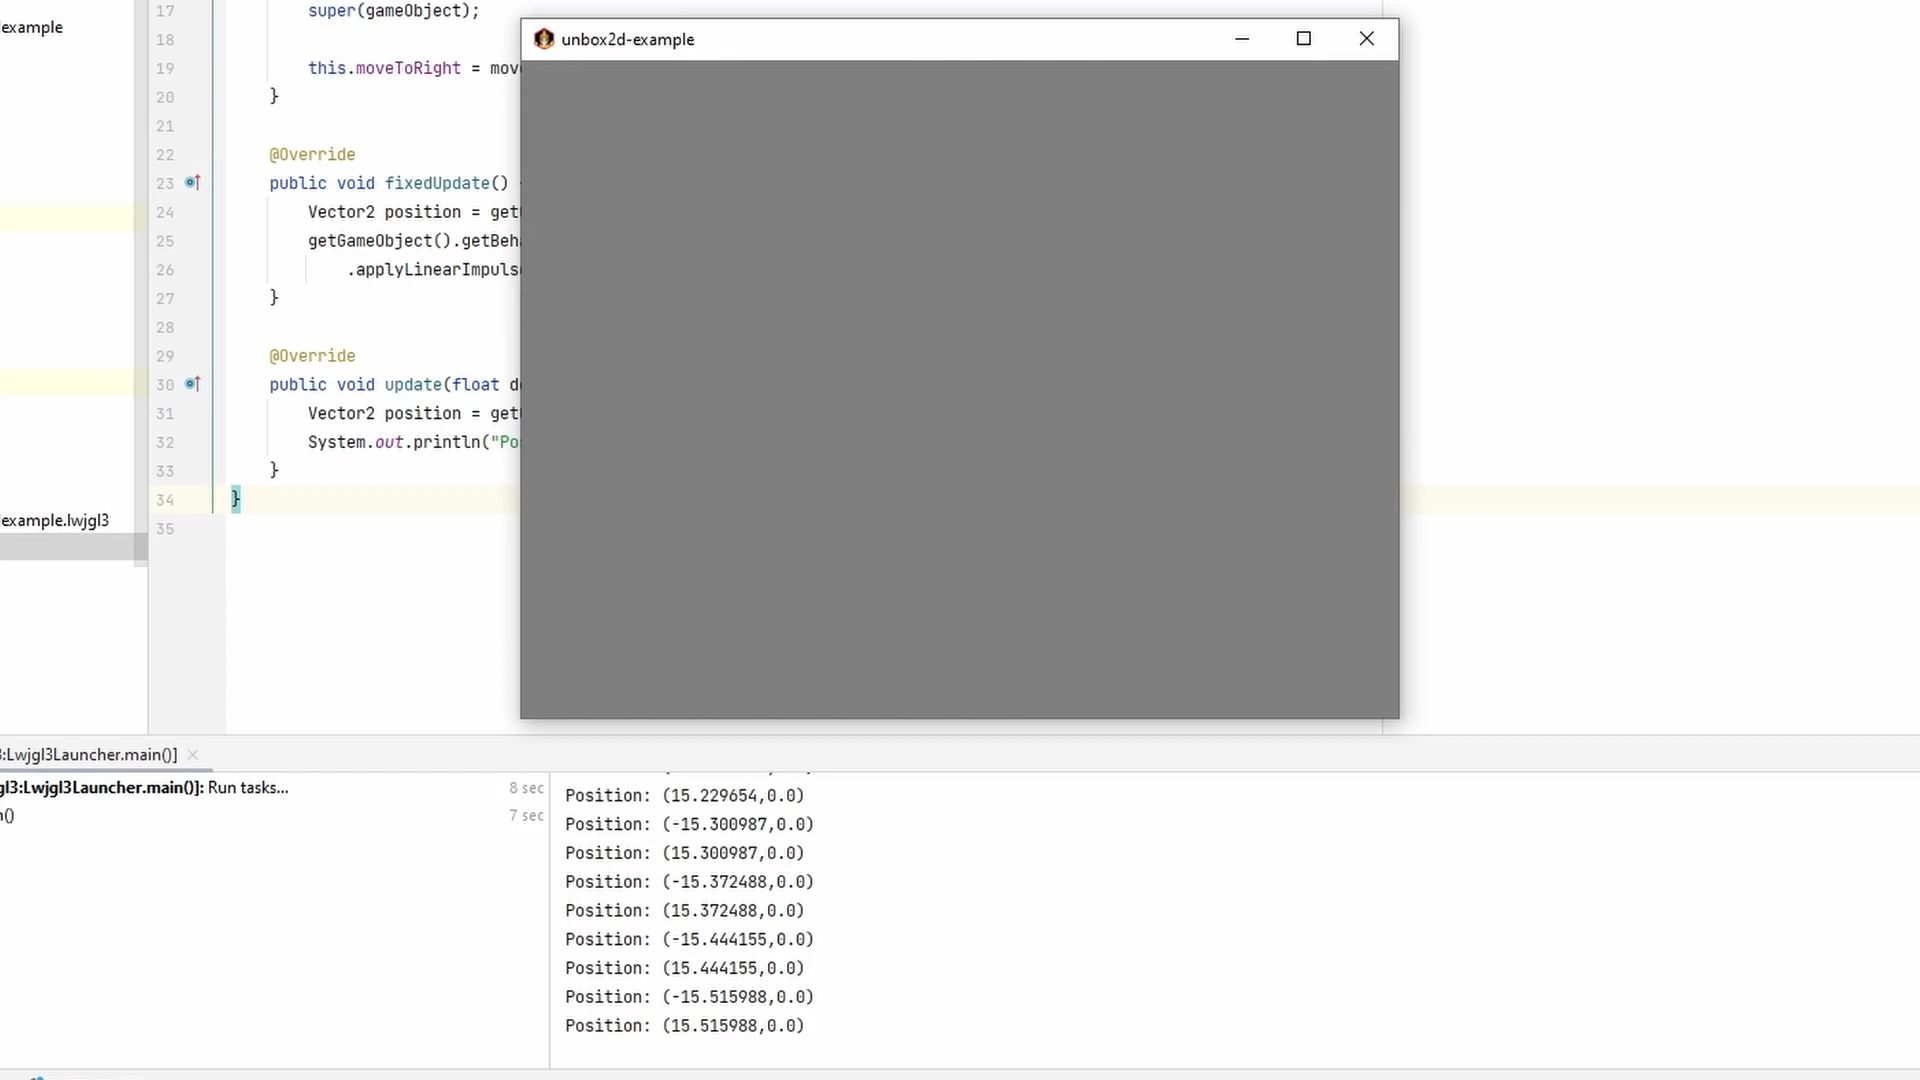 example
17 super(gameObject);
18
19 this.moveToRight = mov
20 }
21
22 @Override
23 public void fixedUpdate()
24 Vector2 position = get
25 getGameObject().getBeh
26 .applyLinearImpuls
27 }
28
29 @Override
30 public void update(float d
31 Vector2 position = get
32 System.out.println("Po
33 }
34 }
35
example.lwjgl3
unbox2d-example
:Lwjgl3Launcher.main()]
gl3:Lwjgl3Launcher.main()]: Run tasks... 8 sec
() 7 sec
Position: (15.229654,0.0)
Position: (-15.300987,0.0)
Position: (15.300987,0.0)
Position: (-15.372488,0.0)
Position: (15.372488,0.0)
Position: (-15.444155,0.0)
Position: (15.444155,0.0)
Position: (-15.515988,0.0)
Position: (15.515988,0.0)